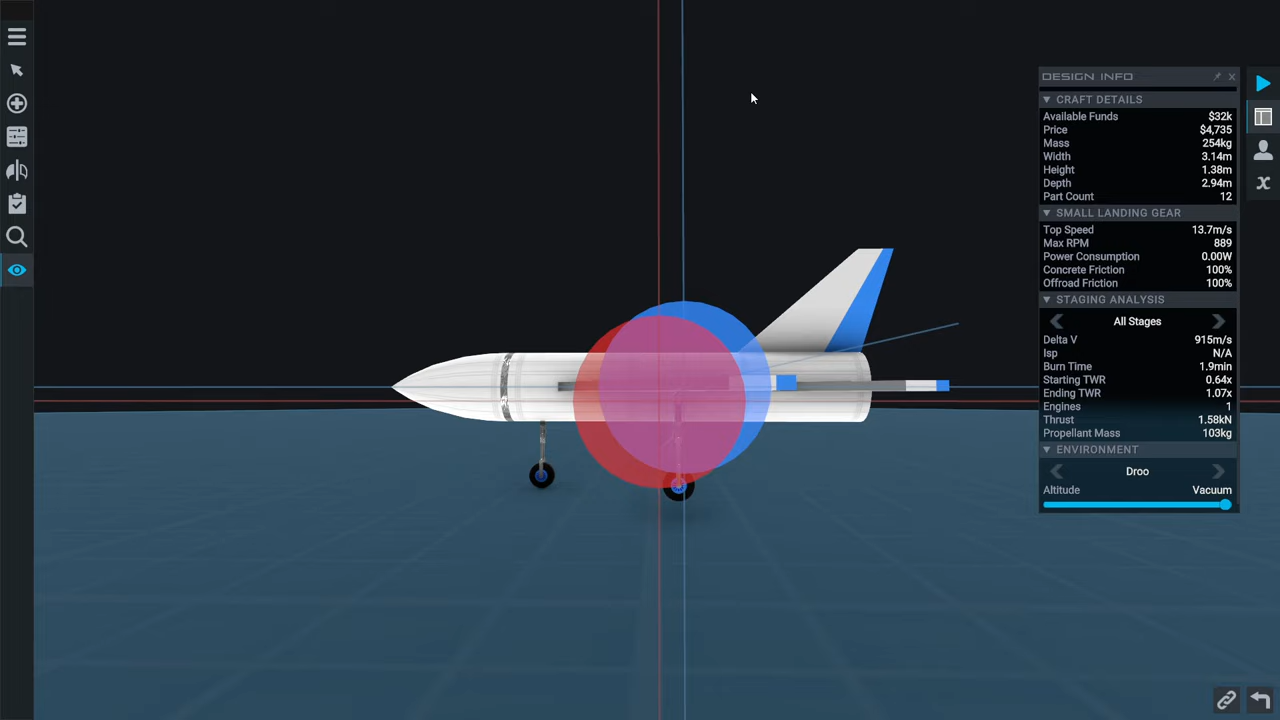 DESIGN INFO
CRAFT DETAILS
Available Funds $32k
Price $4,735
Mass 254kg
Width 3.14m
Height 1.38m
Depth 2.94m
Part Count 12
SMALL LANDING GEAR
Top Speed 13.7m/s
Max RPM 889
Power Consumption 0.00W
Concrete Friction 100%
Offroad Friction 100%
STAGING ANALYSIS
All Stages
Delta V 915m/s
Isp N/A
Burn Time 1.9min
Starting TWR 0.64x
Ending TWR 1.07x
Engines 1
Thrust 1.58kN
Propellant Mass 103kg
ENVIRONMENT
Droo
Altitude Vacuum